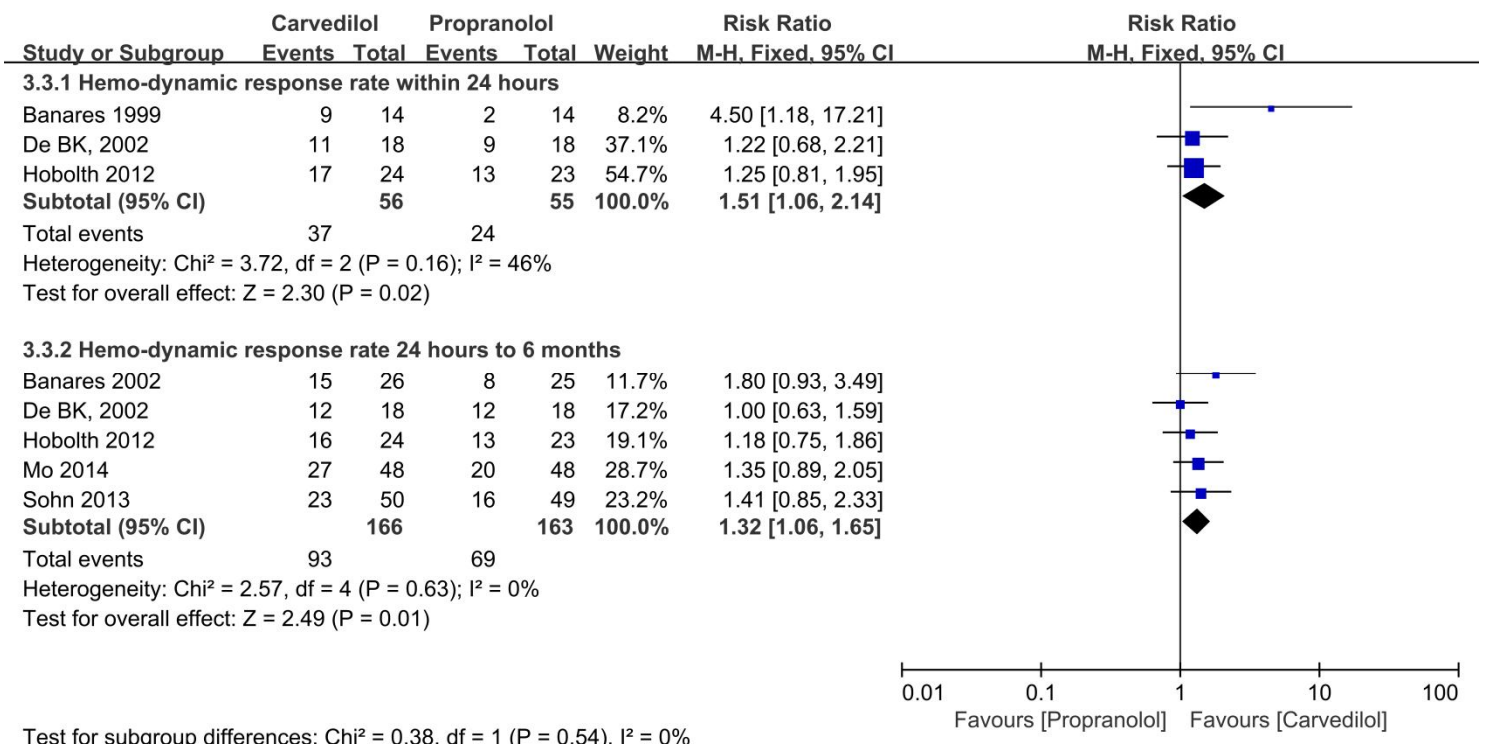 Carvedilol Propranolol Risk Ratio Risk Ratio
Study or Subgroup Events Total Events Total Weight M-H, Fixed, 95% CI M-H, Fixed, 95% CI
3.3.1 Hemo-dynamic response rate within 24 hours
Banares 1999 9 14 2 14 8.2% 4.50 [1.18, 17.21]
De BK, 2002 11 18 9 18 37.1% 1.22 [0.68, 2.21]
Hobolth 2012 17 24 13 23 54.7% 1.25 [0.81, 1.95]
Subtotal (95% CI) 56 55 100.0% 1.51 [1.06, 2.14]
Total events 37 24
Heterogeneity: Chi² = 3.72, df = 2 (P = 0.16); I² = 46%
Test for overall effect: Z = 2.30 (P = 0.02)
3.3.2 Hemo-dynamic response rate 24 hours to 6 months
Banares 2002 15 26 8 25 11.7% 1.80 [0.93, 3.49]
De BK, 2002 12 18 12 18 17.2% 1.00 [0.63, 1.59]
Hobolth 2012 16 24 13 23 19.1% 1.18 [0.75, 1.86]
Mo 2014 27 48 20 48 28.7% 1.35 [0.89, 2.05]
Sohn 2013 23 50 16 49 23.2% 1.41 [0.85, 2.33]
Subtotal (95% CI) 166 163 100.0% 1.32 [1.06, 1.65]
Total events 93 69
Heterogeneity: Chi² = 2.57, df = 4 (P = 0.63); I² = 0%
Test for overall effect: Z = 2.49 (P = 0.01)
0.01 0.1 1 10 100
Favours [Propranolol] Favours [Carvedilol]
Test for subgroup differences: Chi² = 0.38, df = 1 (P = 0.54), I² = 0%